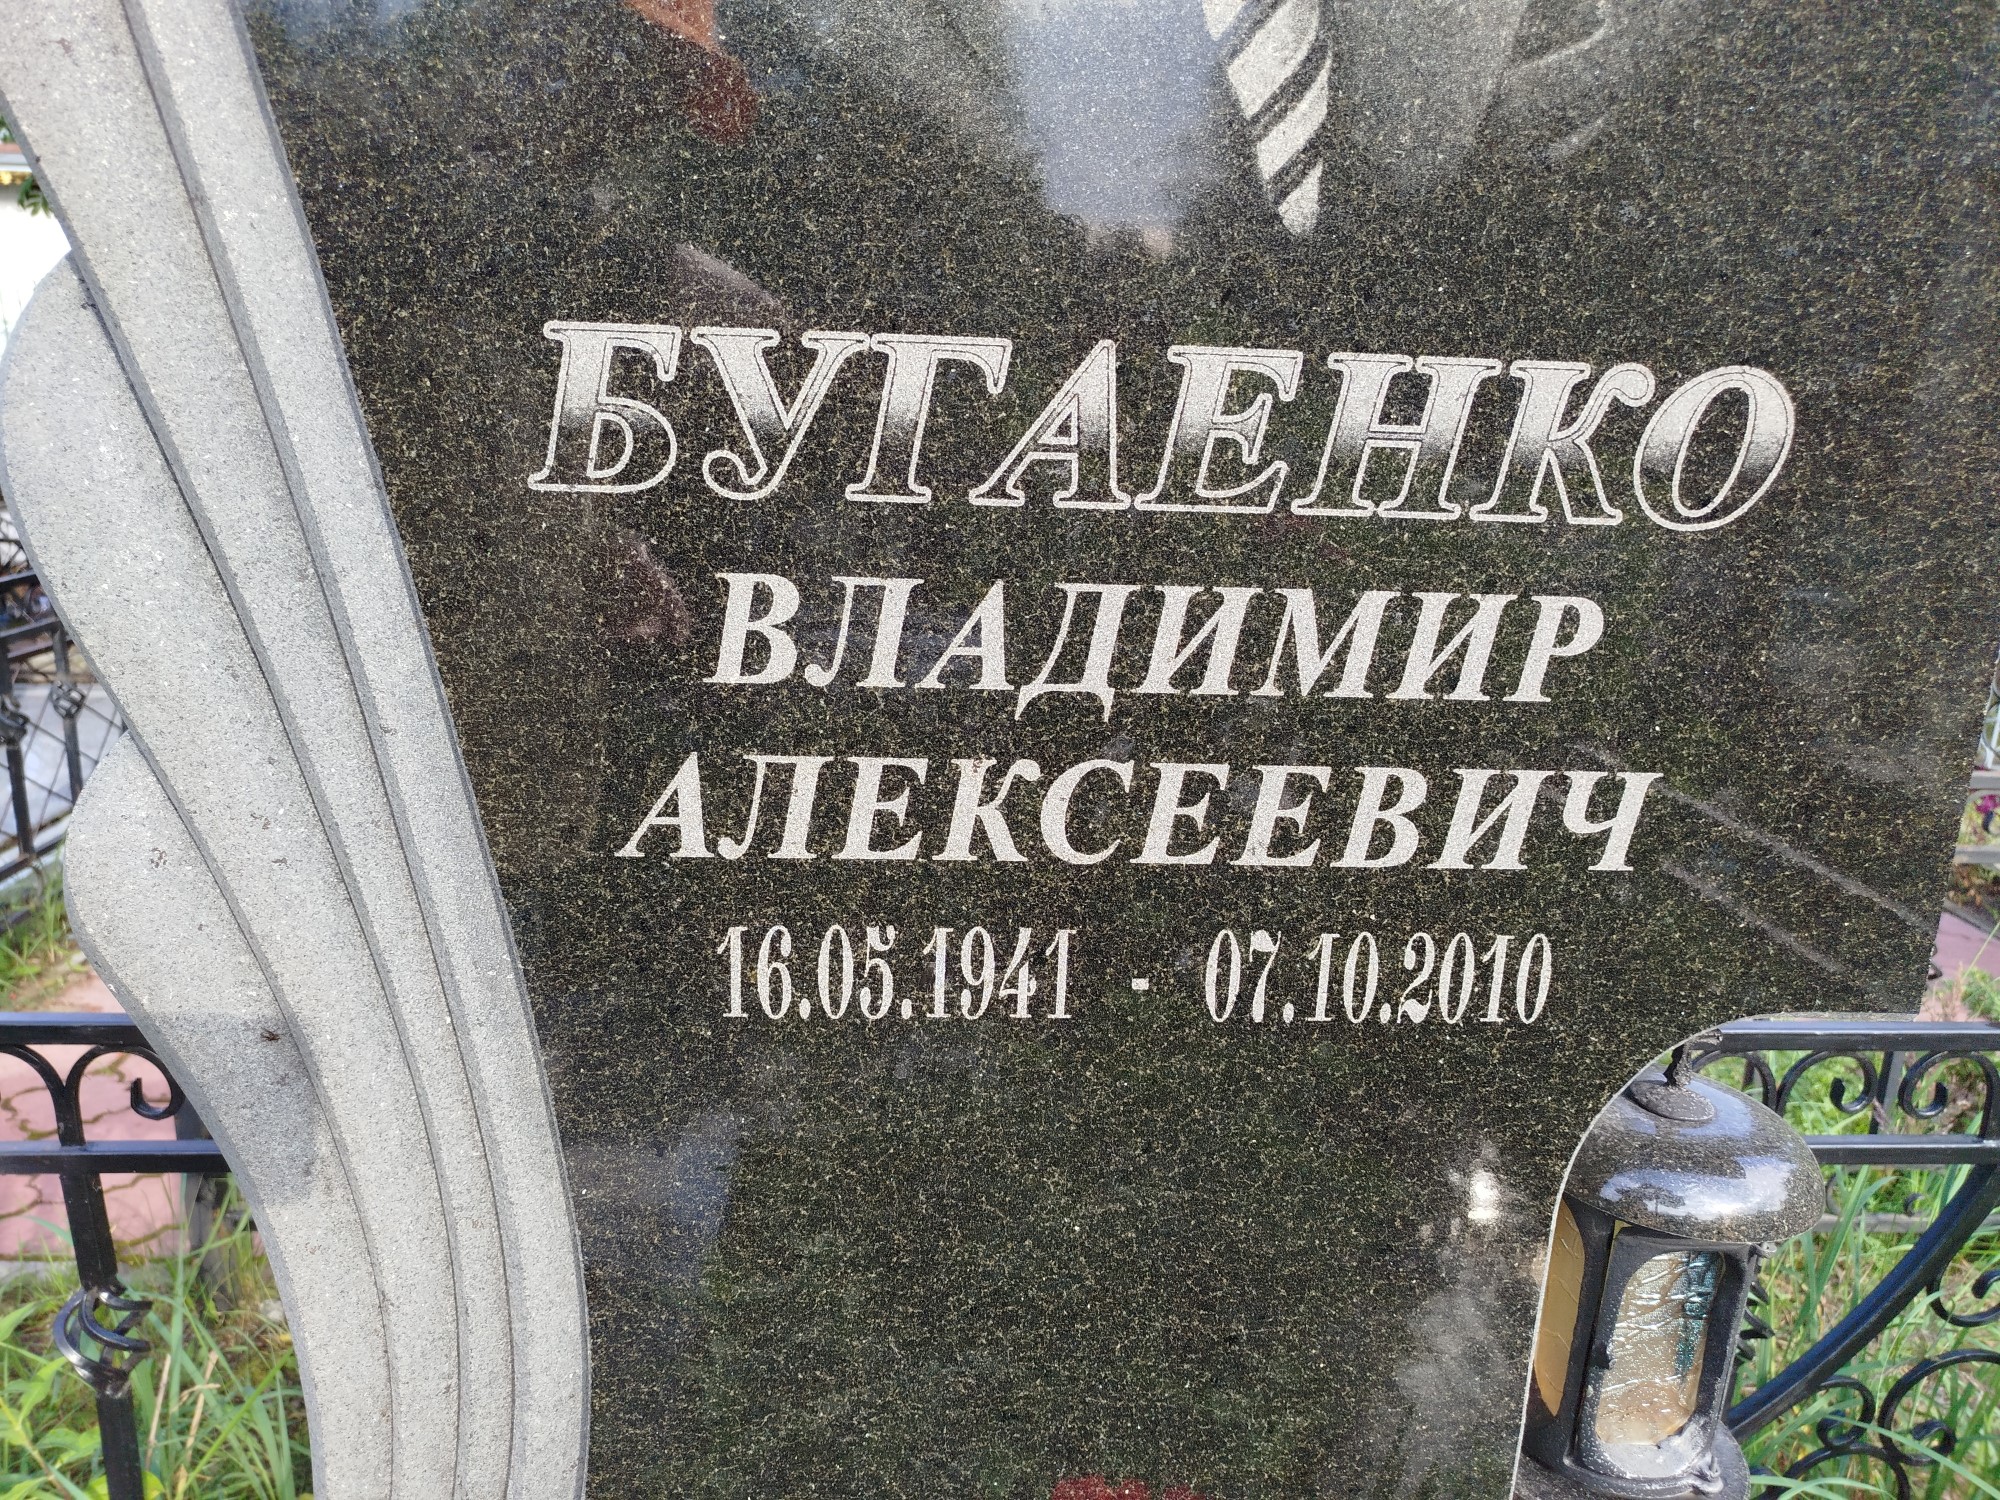 БУГАЕНКО
ВЛАДИМИР
АЛЕКСЕЕВИЧ
16.05.1941 - 07.10.2010